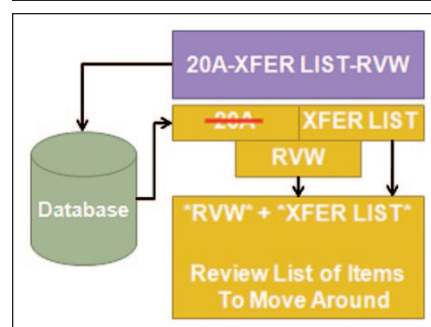 20A-XFER LIST-RVW
20A XFER LIST
RVW
Database
"RVW" + "XFER LIST"
Review List of Items
To Move Around